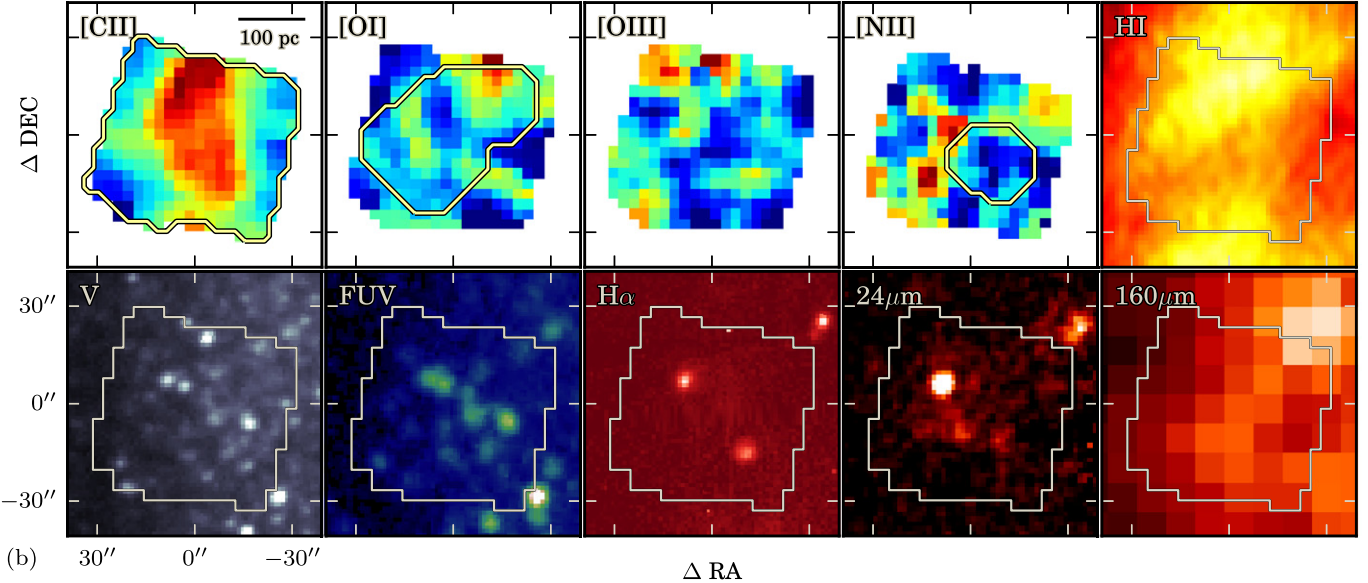 [CII] [OI] [OIII] [NII] HI
100 pc
Δ DEC
V FUV Hα 24μm 160μm
30″
0″
−30″
(b) 30″ 0″ −30″
Δ RA